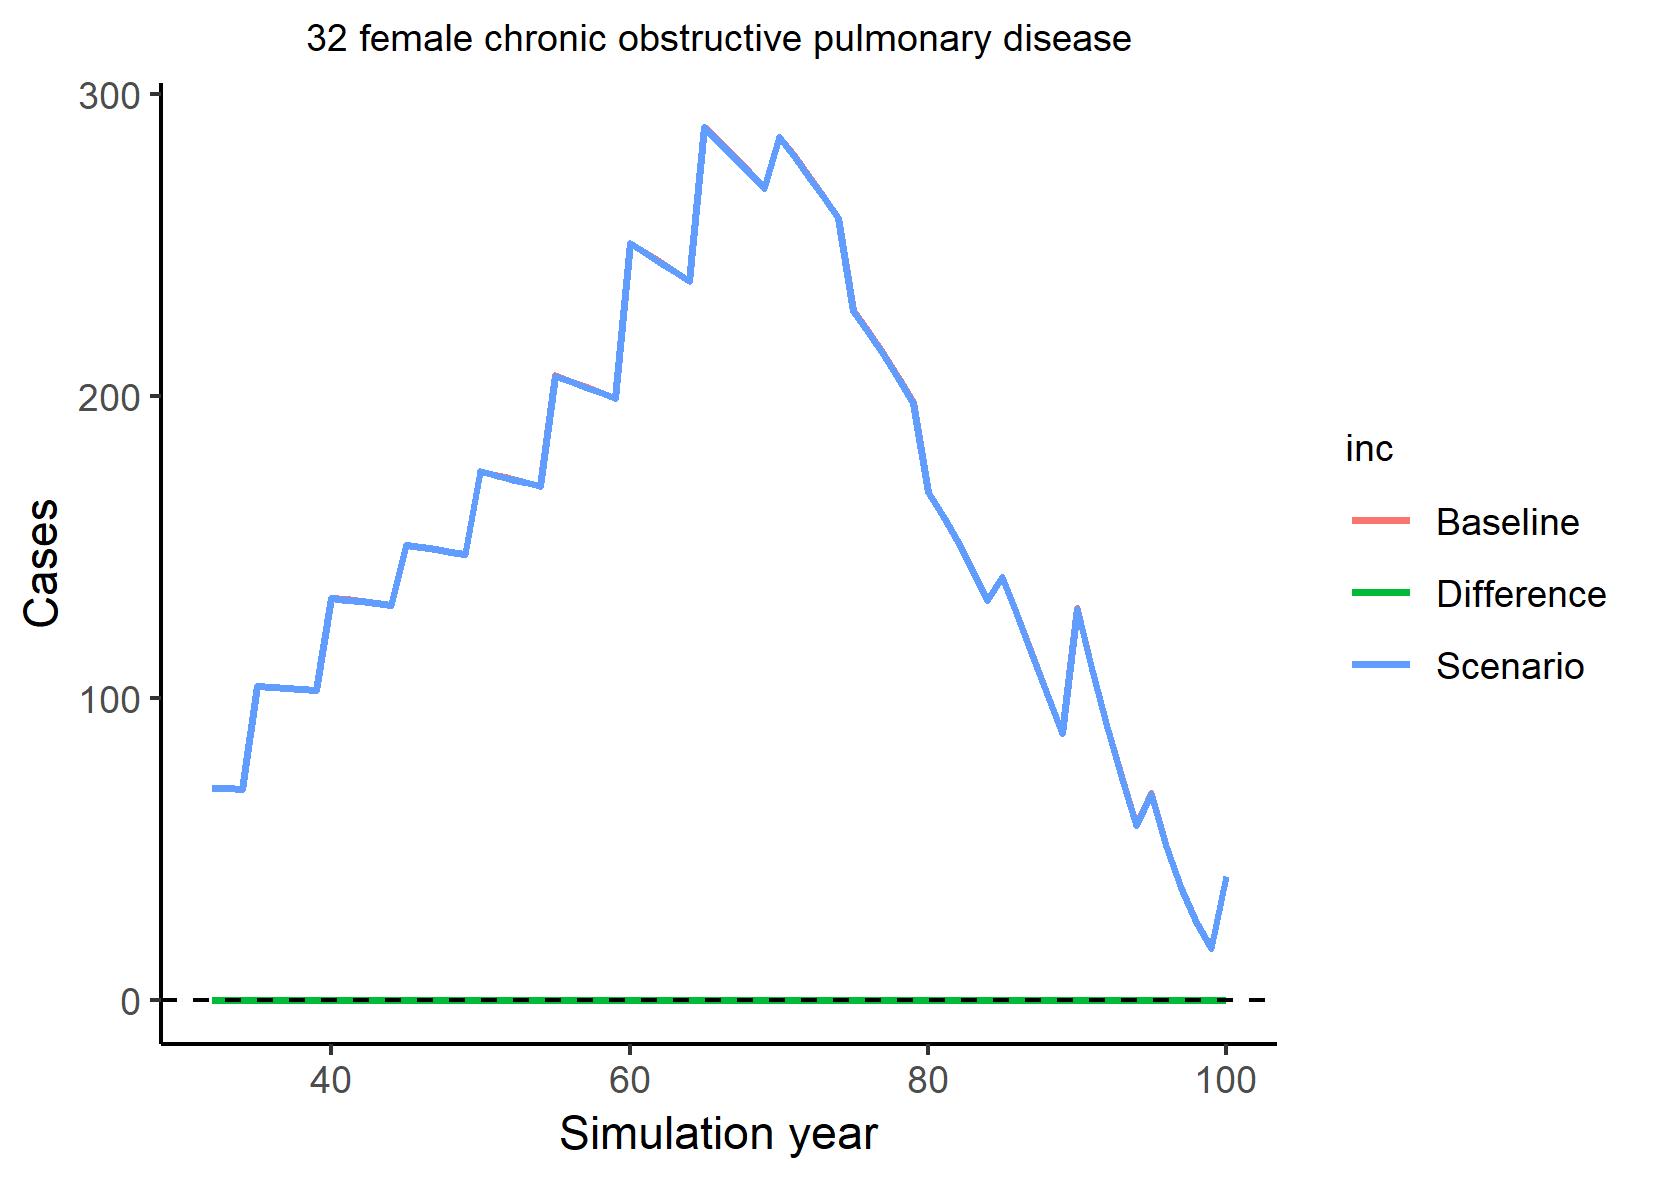 32 female chronic obstructive pulmonary disease
300
200
100
0
Cases
40 60 80 100
Simulation year
inc
Baseline
Difference
Scenario